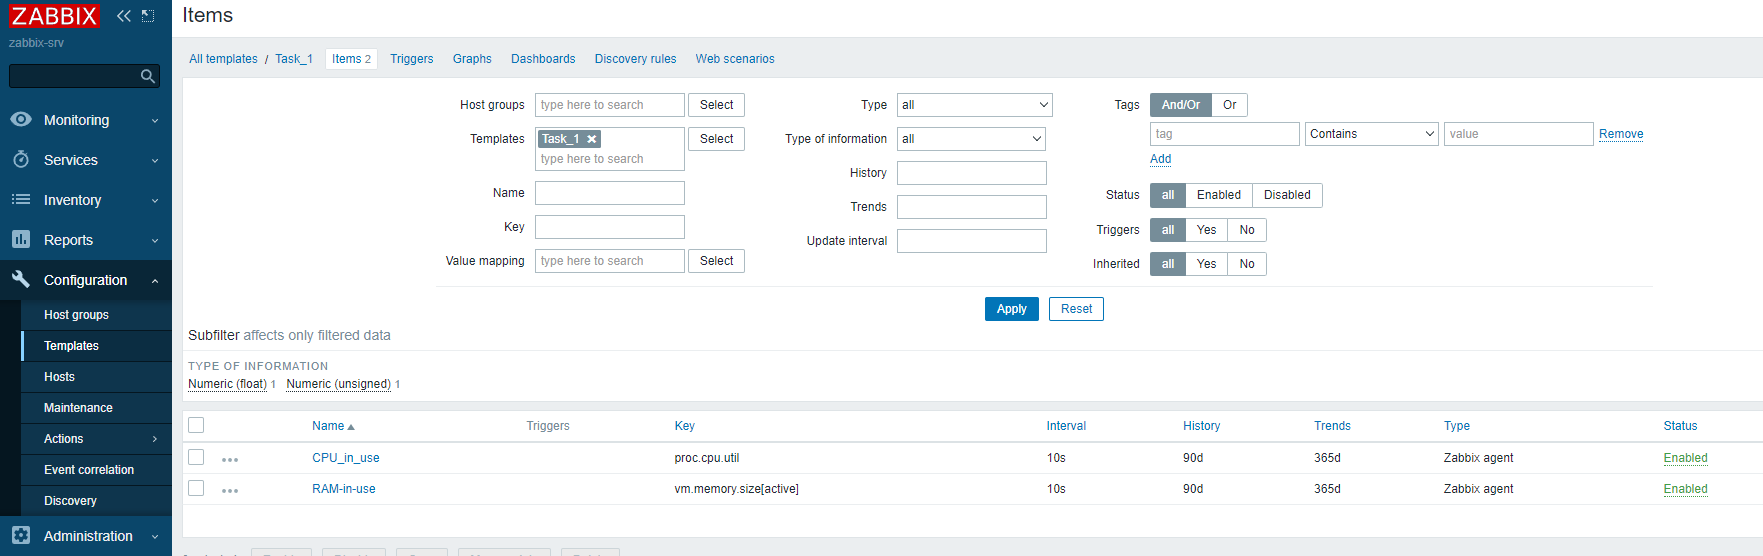 ZABBIX
zabbix-srv
Monitoring
Services
Inventory
Reports
Configuration
Host groups
Templates
Hosts
Maintenance
Actions
Event correlation
Discovery
Administration
Items
All templates / Task_1 Items 2 Triggers Graphs Dashboards Discovery rules Web scenarios
Host groups type here to search Select
Templates Task_1 Select
type here to search
Name
Key
Value mapping type here to search Select
Type all
Type of information all
History
Trends
Update interval
Tags And/Or Or
tag Contains value Remove
Add
Status all Enabled Disabled
Triggers all Yes No
Inherited all Yes No
Apply Reset
Subfilter affects only filtered data
TYPE OF INFORMATION
Numeric (float) 1 Numeric (unsigned) 1
Name Triggers Key Interval History Trends Type Status
CPU_in_use proc.cpu.util 10s 90d 365d Zabbix agent Enabled
RAM-in-use vm.memory.size[active] 10s 90d 365d Zabbix agent Enabled